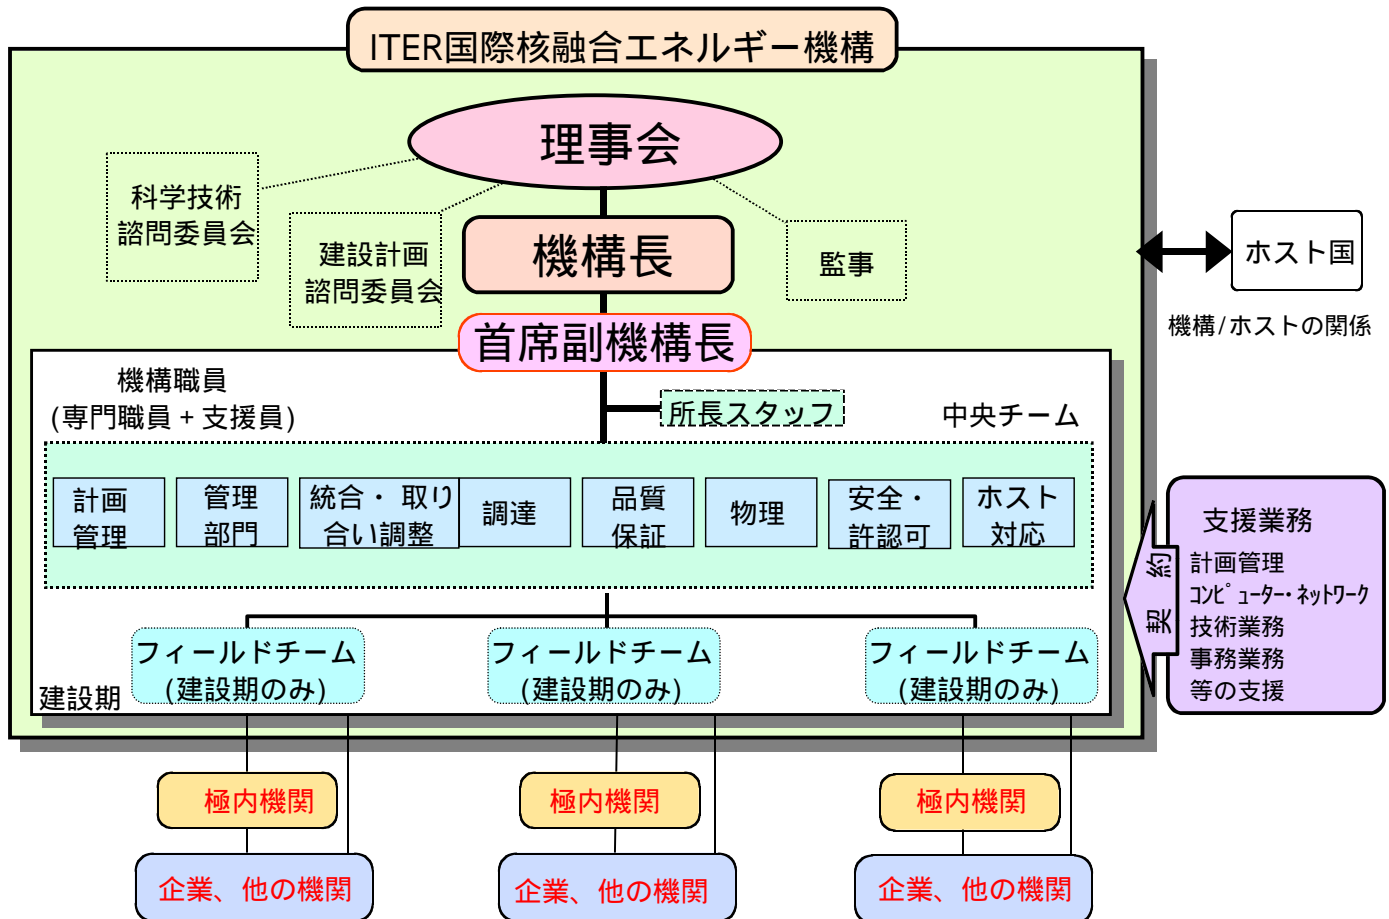 ITER国際核融合エネルギー機構
理事会
科学技術
諮問委員会
建設計画
諮問委員会
機構長
監事
ホスト国
機構/ホストの関係
首席副機構長
機構職員
(専門職員+支援員)
所長スタッフ
中央チーム
計画
管理
管理
部門
統合・ 取り
合い調整
調達
品質
保証
物理
安全・
許認可
ホスト
対応
契 約
支援業務
計画管理
コンピューター・ネットワーク
技術業務
事務業務
等の支援
フィールドチーム
(建設期のみ)
フィールドチーム
(建設期のみ)
フィールドチーム
(建設期のみ)
建設期
極内機関
極内機関
極内機関
企業、他の機関
企業、他の機関
企業、他の機関